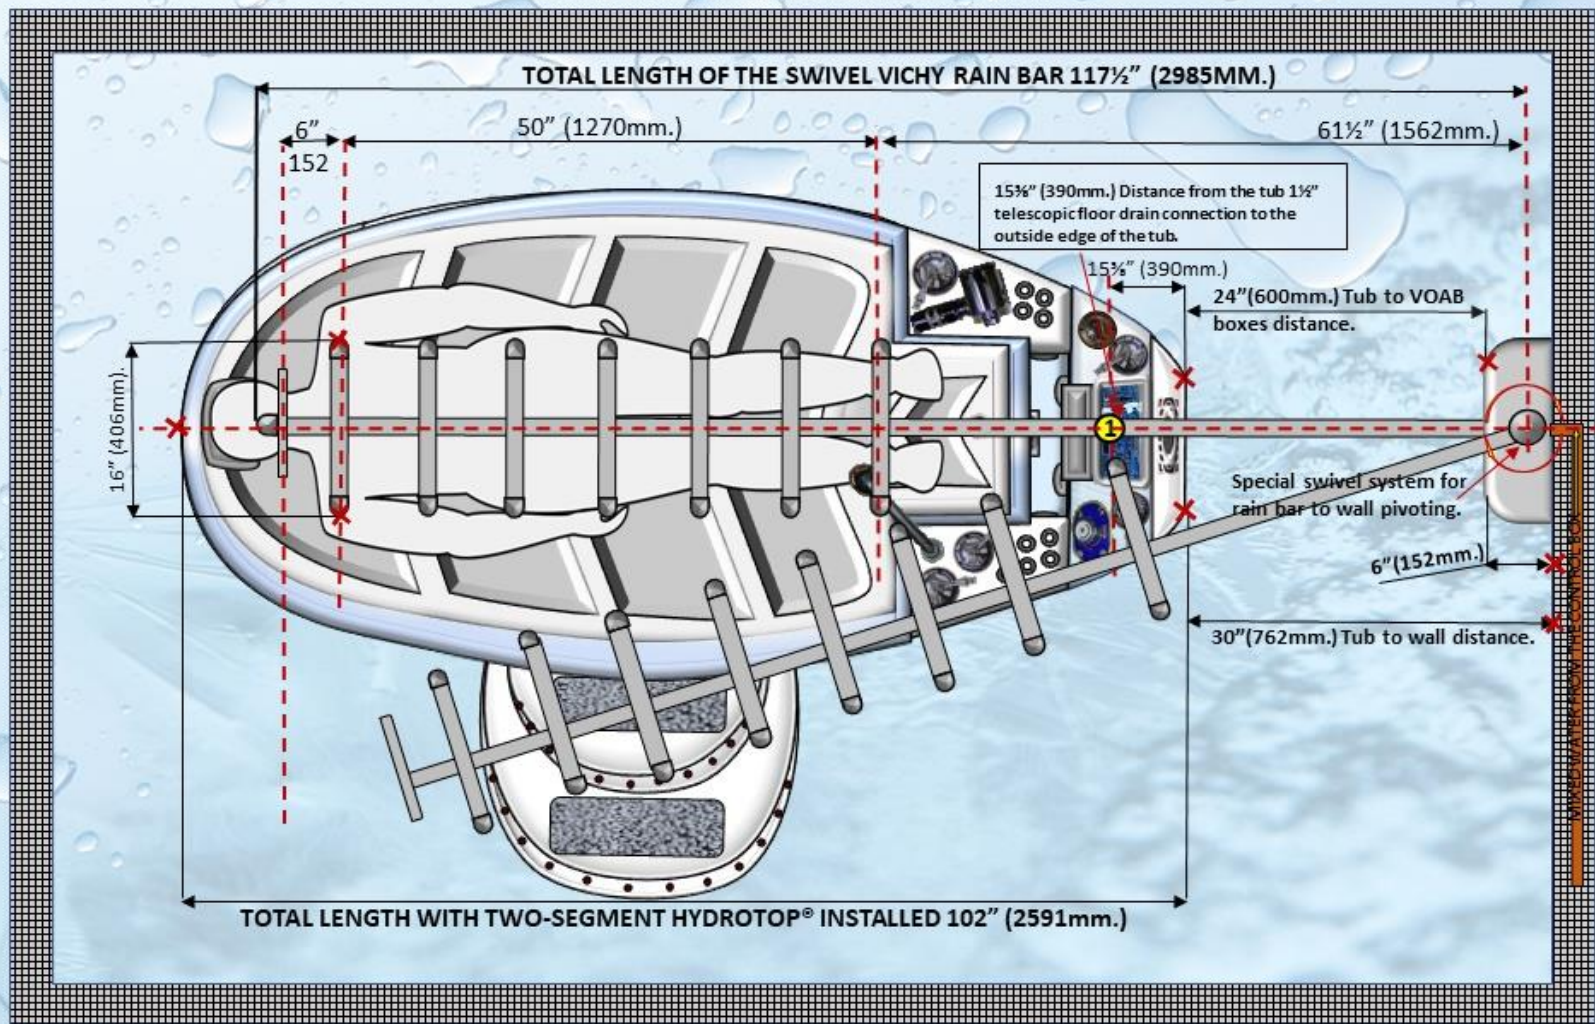 TOTAL LENGTH OF THE SWIVEL VICHY RAIN BAR 117½” (2985MM.)
6”
152
50” (1270mm.)
61½” (1562mm.)
15⅜” (390mm.) Distance from the tub 1½”
telescopic floor drain connection to the
outside edge of the tub.
15⅜” (390mm.)
24”(600mm.) Tub to VOAB
boxes distance.
16” (406mm).
1
Special swivel system for
rain bar to wall pivoting.
6”(152mm.)
30”(762mm.) Tub to wall distance.
MIXED WATER FROM THE CONTROL BOX
TOTAL LENGTH WITH TWO-SEGMENT HYDROTOP® INSTALLED 102” (2591mm.)